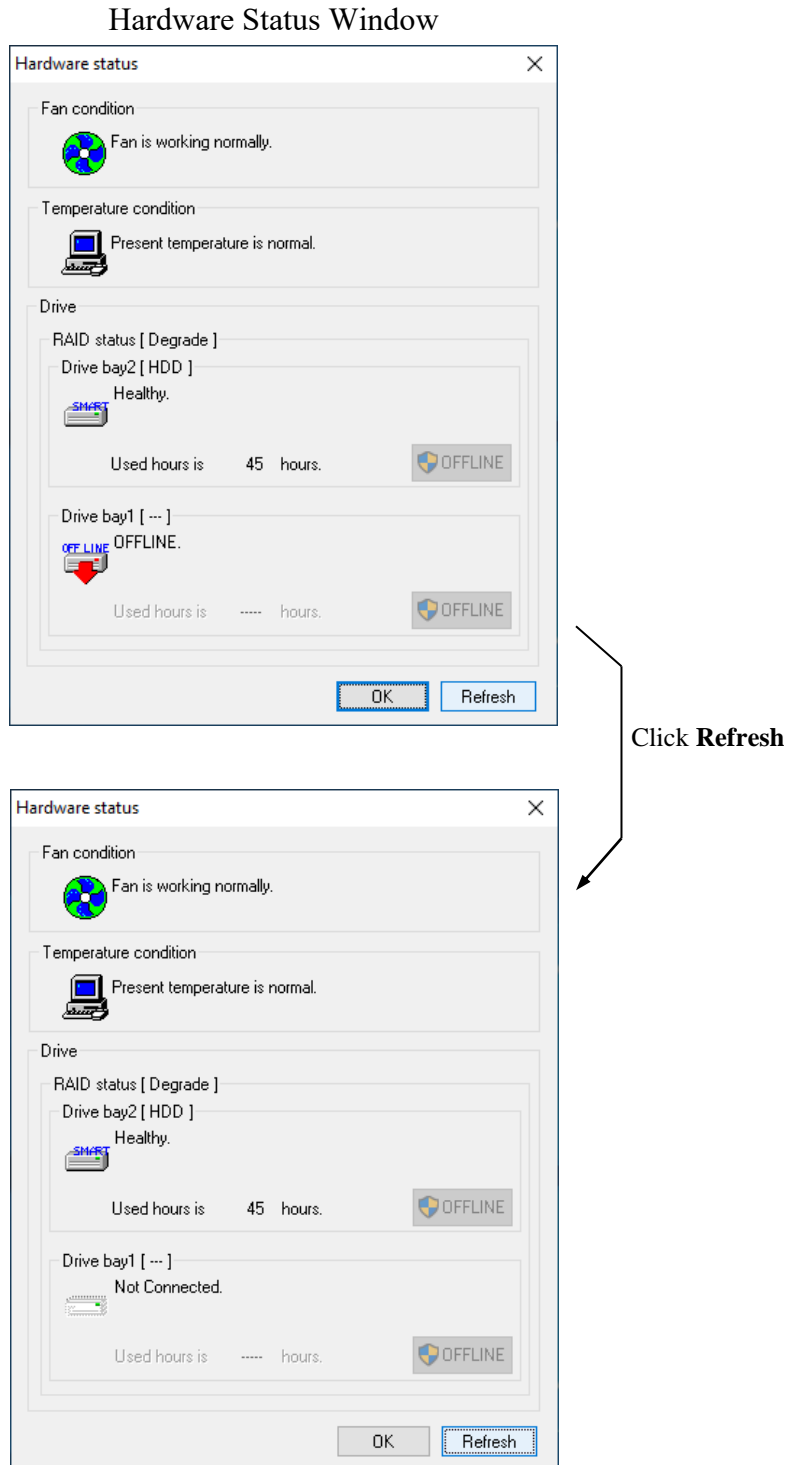 Hardware Status Window
Hardware status
Fan condition
Fan is working normally.
Temperature condition
Present temperature is normal.
Drive
RAID status [ Degrade ]
Drive bay2 [ HDD ]
SMART
Healthy.
Used hours is 45 hours.
OFFLINE
Drive bay1 [ --- ]
OFF LINE
OFFLINE.
Used hours is ----- hours.
OFFLINE
OK Refresh
Click Refresh
Hardware status
Fan condition
Fan is working normally.
Temperature condition
Present temperature is normal.
Drive
RAID status [ Degrade ]
Drive bay2 [ HDD ]
SMART
Healthy.
Used hours is 45 hours.
OFFLINE
Drive bay1 [ --- ]
Not Connected.
Used hours is ----- hours.
OFFLINE
OK Refresh